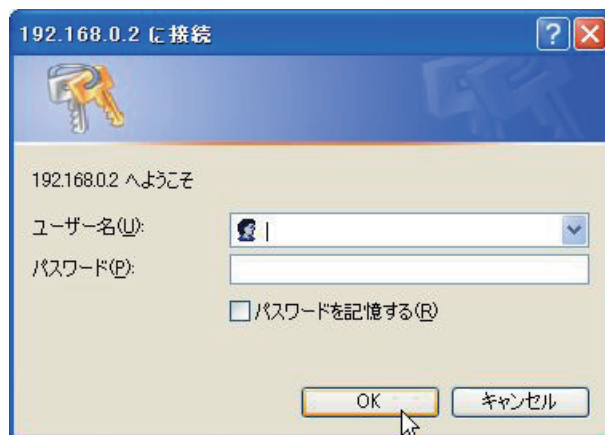 192.168.0.2 に接続
192.168.0.2 へようこそ
ユーザー名(U):
パスワード(P):
パスワードを記憶する(R)
OK キャンセル